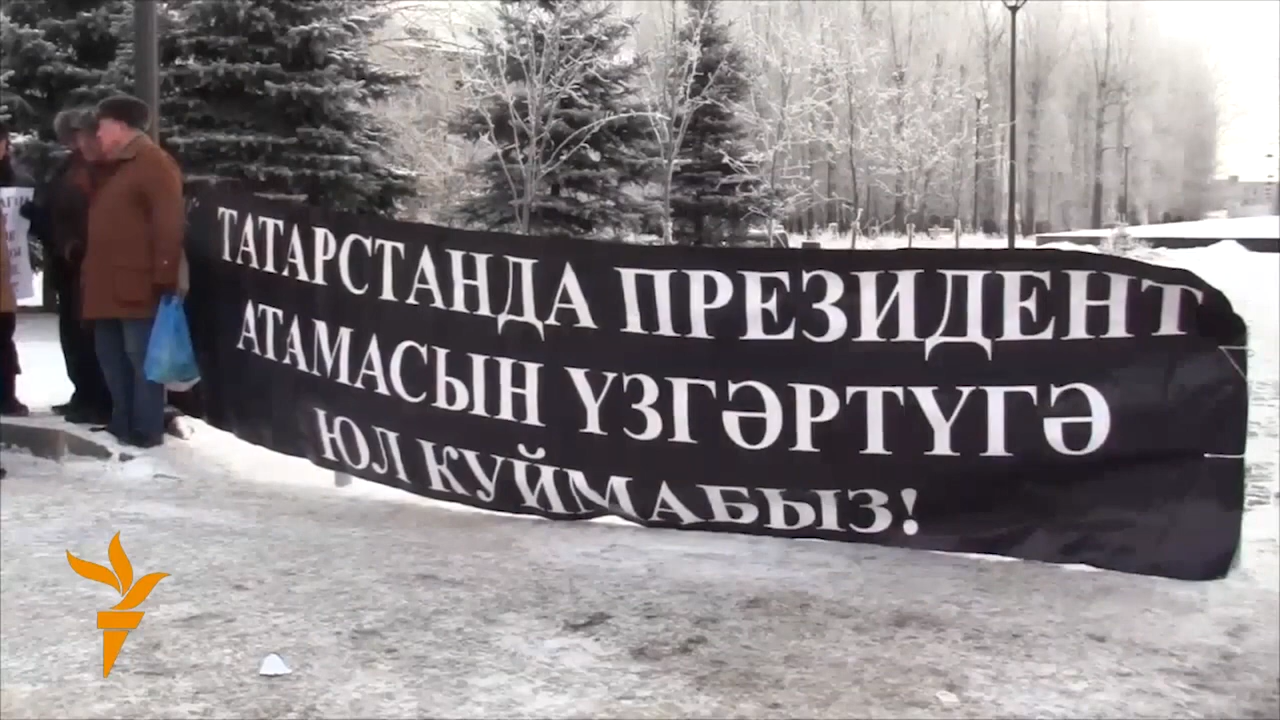 ТАТАРСТАНДА ПРЕЗИДЕНТ
АТАМАСЫН ҮЗГӘРТҮГӘ
ЮЛ КУЙМАБЫЗ!